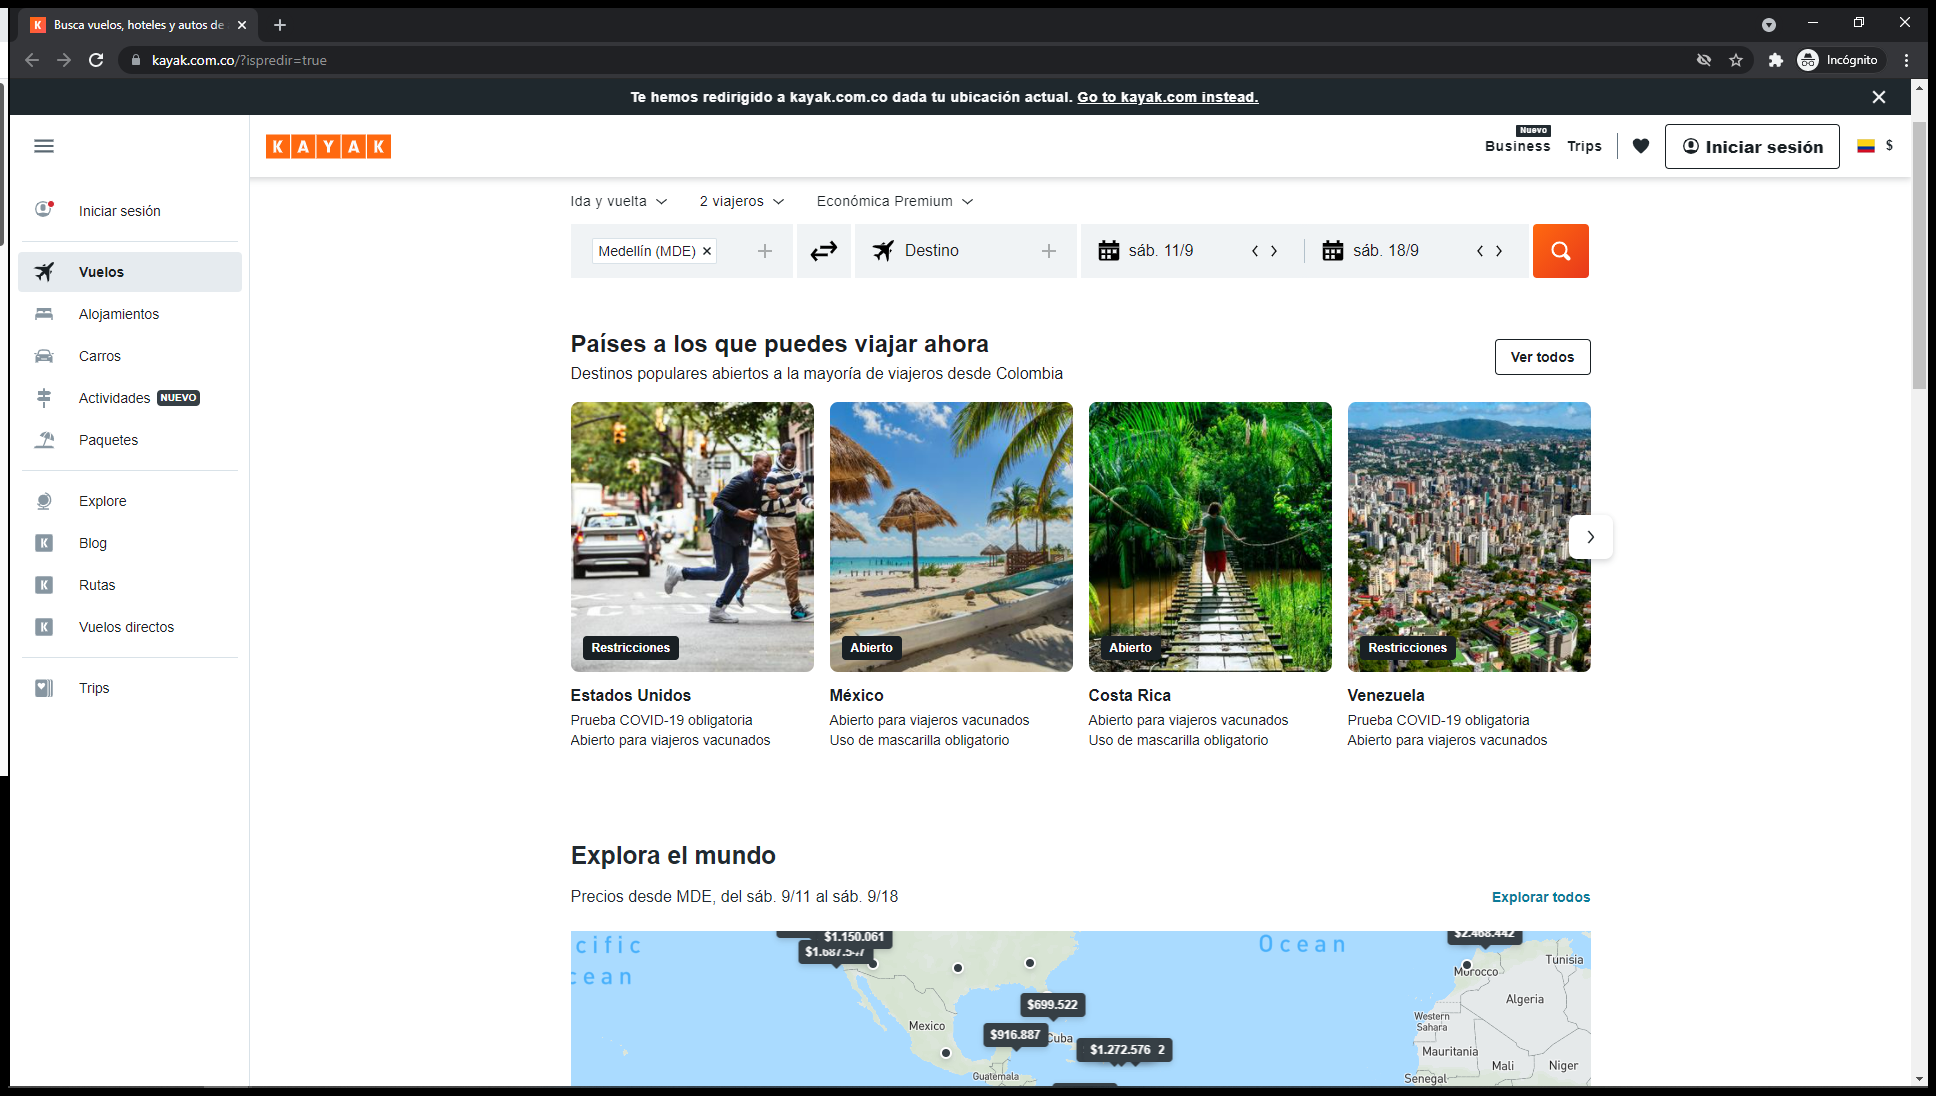 Busca vuelos, hoteles y autos de
kayak.com.co/?ispredir=true
Incógnito
Te hemos redirigido a kayak.com.co dada tu ubicación actual. Go to kayak.com instead.
KAYAK
Nuevo
Business
Trips
Iniciar sesión
$
Iniciar sesión
Vuelos
Alojamientos
Carros
Actividades NUEVO
Paquetes
Explore
Blog
Rutas
Vuelos directos
Trips
Ida y vuelta
2 viajeros
Económica Premium
Medellín (MDE)
Destino
sáb. 11/9
sáb. 18/9
Países a los que puedes viajar ahora
Destinos populares abiertos a la mayoría de viajeros desde Colombia
Ver todos
Restricciones
Abierto
Abierto
Restricciones
Estados Unidos
Prueba COVID-19 obligatoria
Abierto para viajeros vacunados
México
Abierto para viajeros vacunados
Uso de mascarilla obligatorio
Costa Rica
Abierto para viajeros vacunados
Uso de mascarilla obligatorio
Venezuela
Prueba COVID-19 obligatoria
Abierto para viajeros vacunados
Explora el mundo
Precios desde MDE, del sáb. 9/11 al sáb. 9/18
Explorar todos
cific
cean
$1.150.061
Ocean
$2.468.442
Morocco
Tunisia
Algeria
Western
Sahara
Mauritania
Mali
Niger
Senegal
$699.522
$916.887
Cuba
$1.272.576 2
Mexico
Guatemala